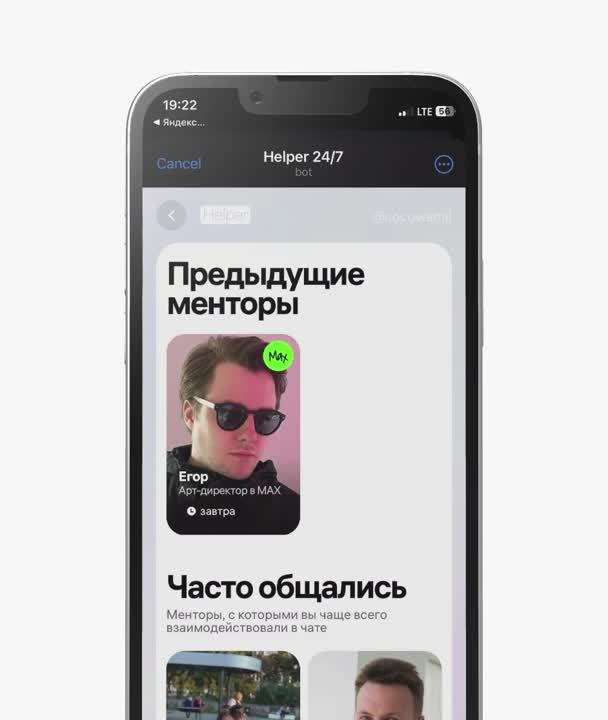 19:22
LTE 56
◀ Яндекс...
Cancel
Helper 24/7
bot
Helper
Предыдущие
менторы
Max
Егор
Арт-директор в MAX
завтра
Часто общались
Менторы, с которыми вы чаще всего
взаимодействовали в чате